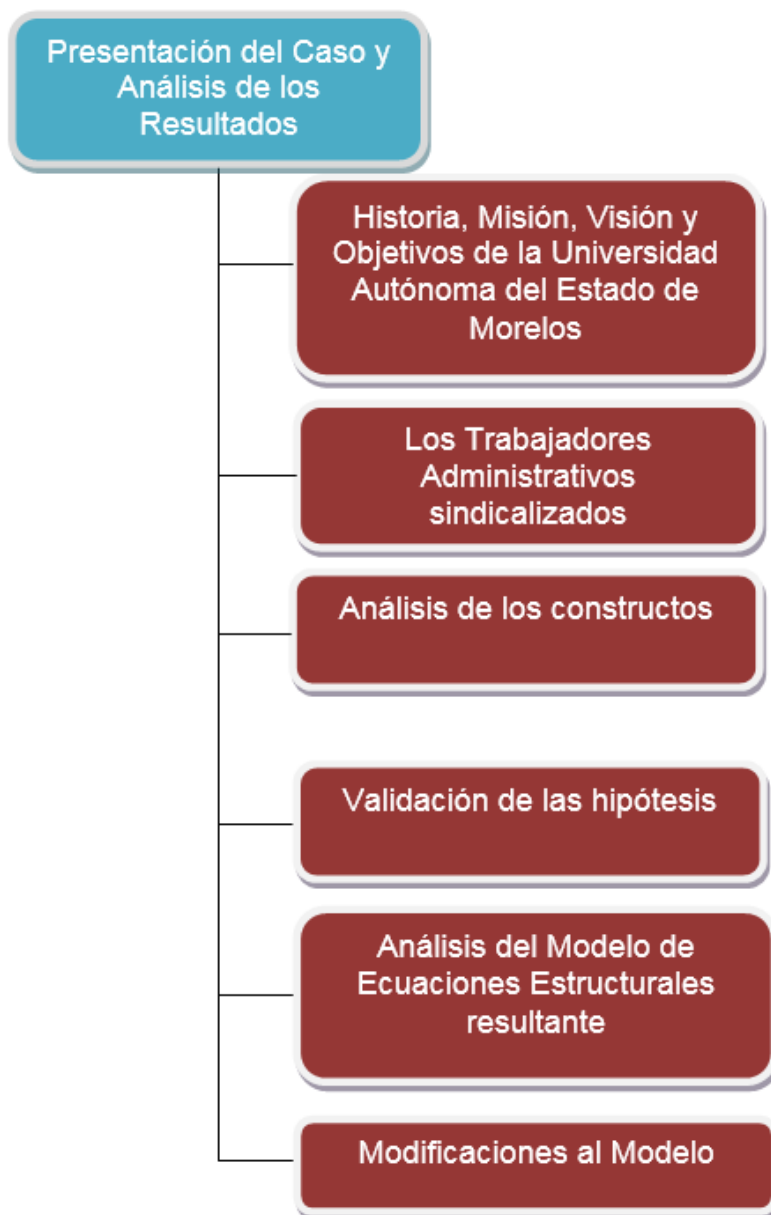 Presentación del Caso y
Análisis de los
Resultados
Historia, Misión, Visión y
Objetivos de la Universidad
Autónoma del Estado de
Morelos
Los Trabajadores
Administrativos
sindicalizados
Análisis de los constructos
Validación de las hipótesis
Análisis del Modelo de
Ecuaciones Estructurales
resultante
Modificaciones al Modelo